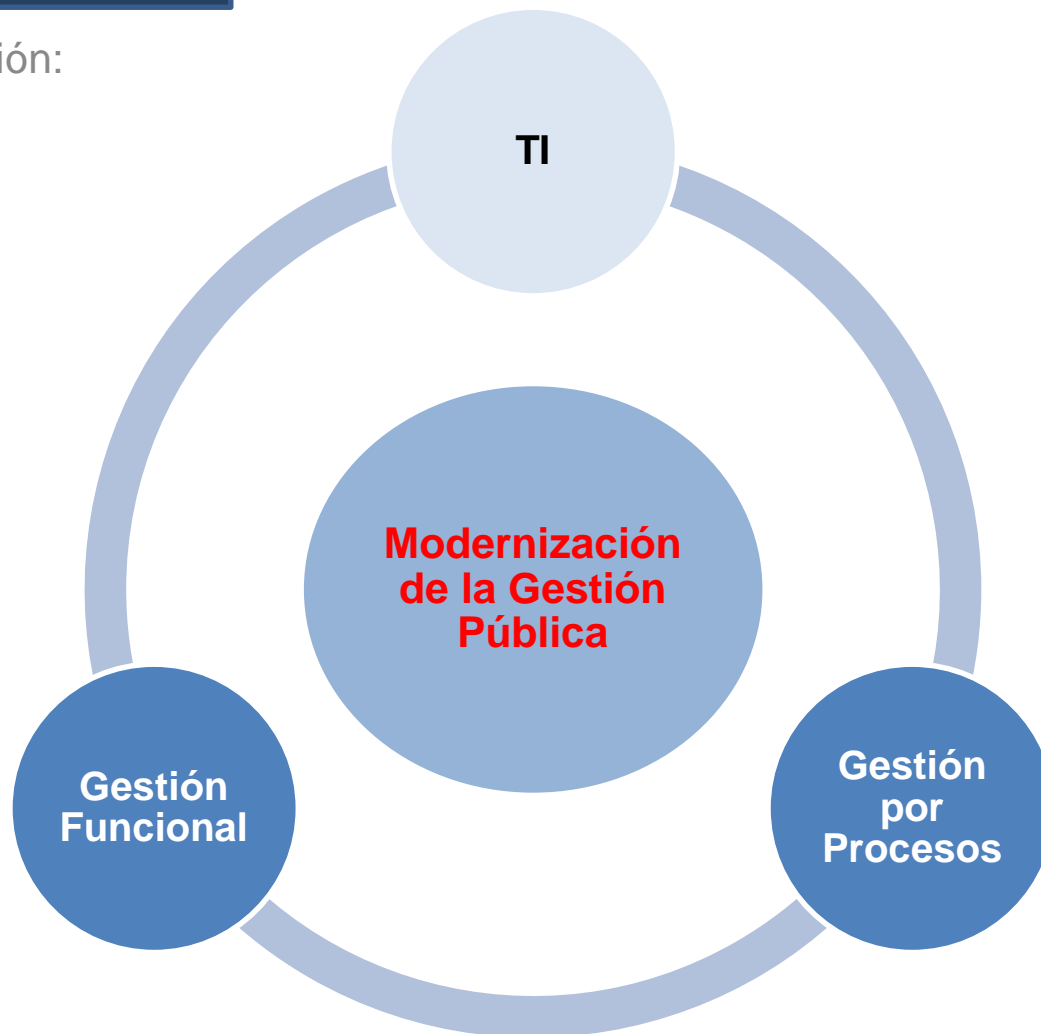 ión:
TI
Modernización
de la Gestión
Pública
Gestión
Funcional
Gestión
por
Procesos